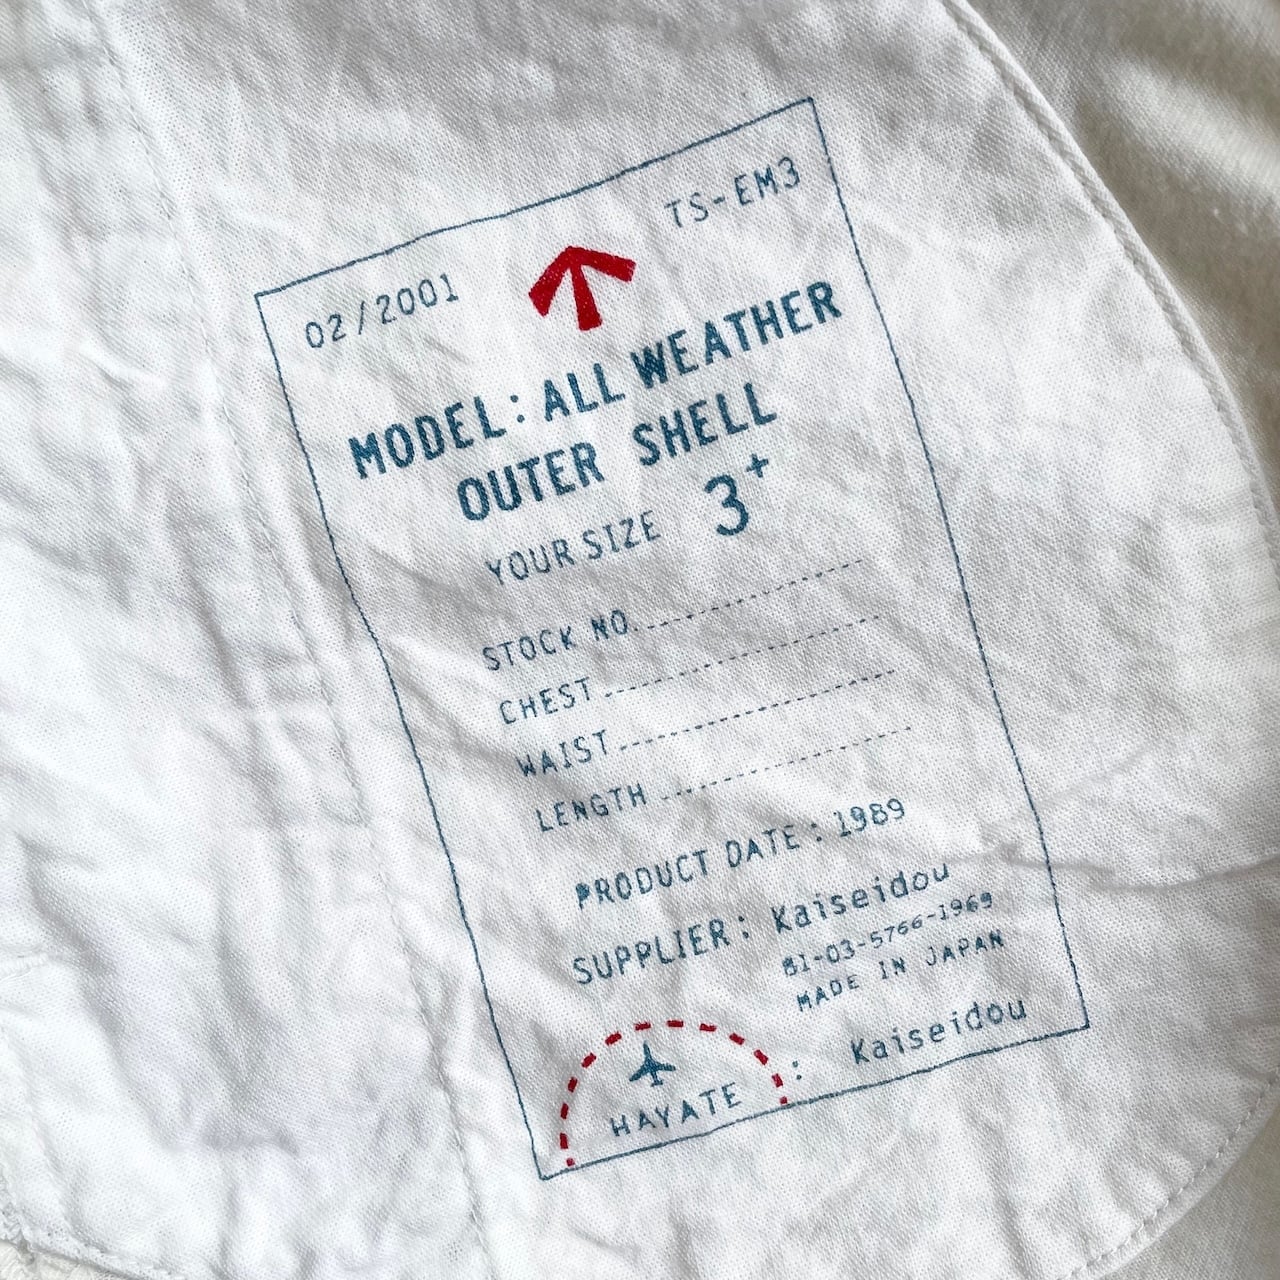 TS-EM3
02/2001
MODEL: ALL WEATHER
OUTER SHELL
YOUR SIZE 3+
STOCK NO.
CHEST
WAIST
LENGTH
PRODUCT DATE: 1989
SUPPLIER: Kaiseidou
81-03-5766-1969
MADE IN JAPAN
HAYATE : Kaiseidou